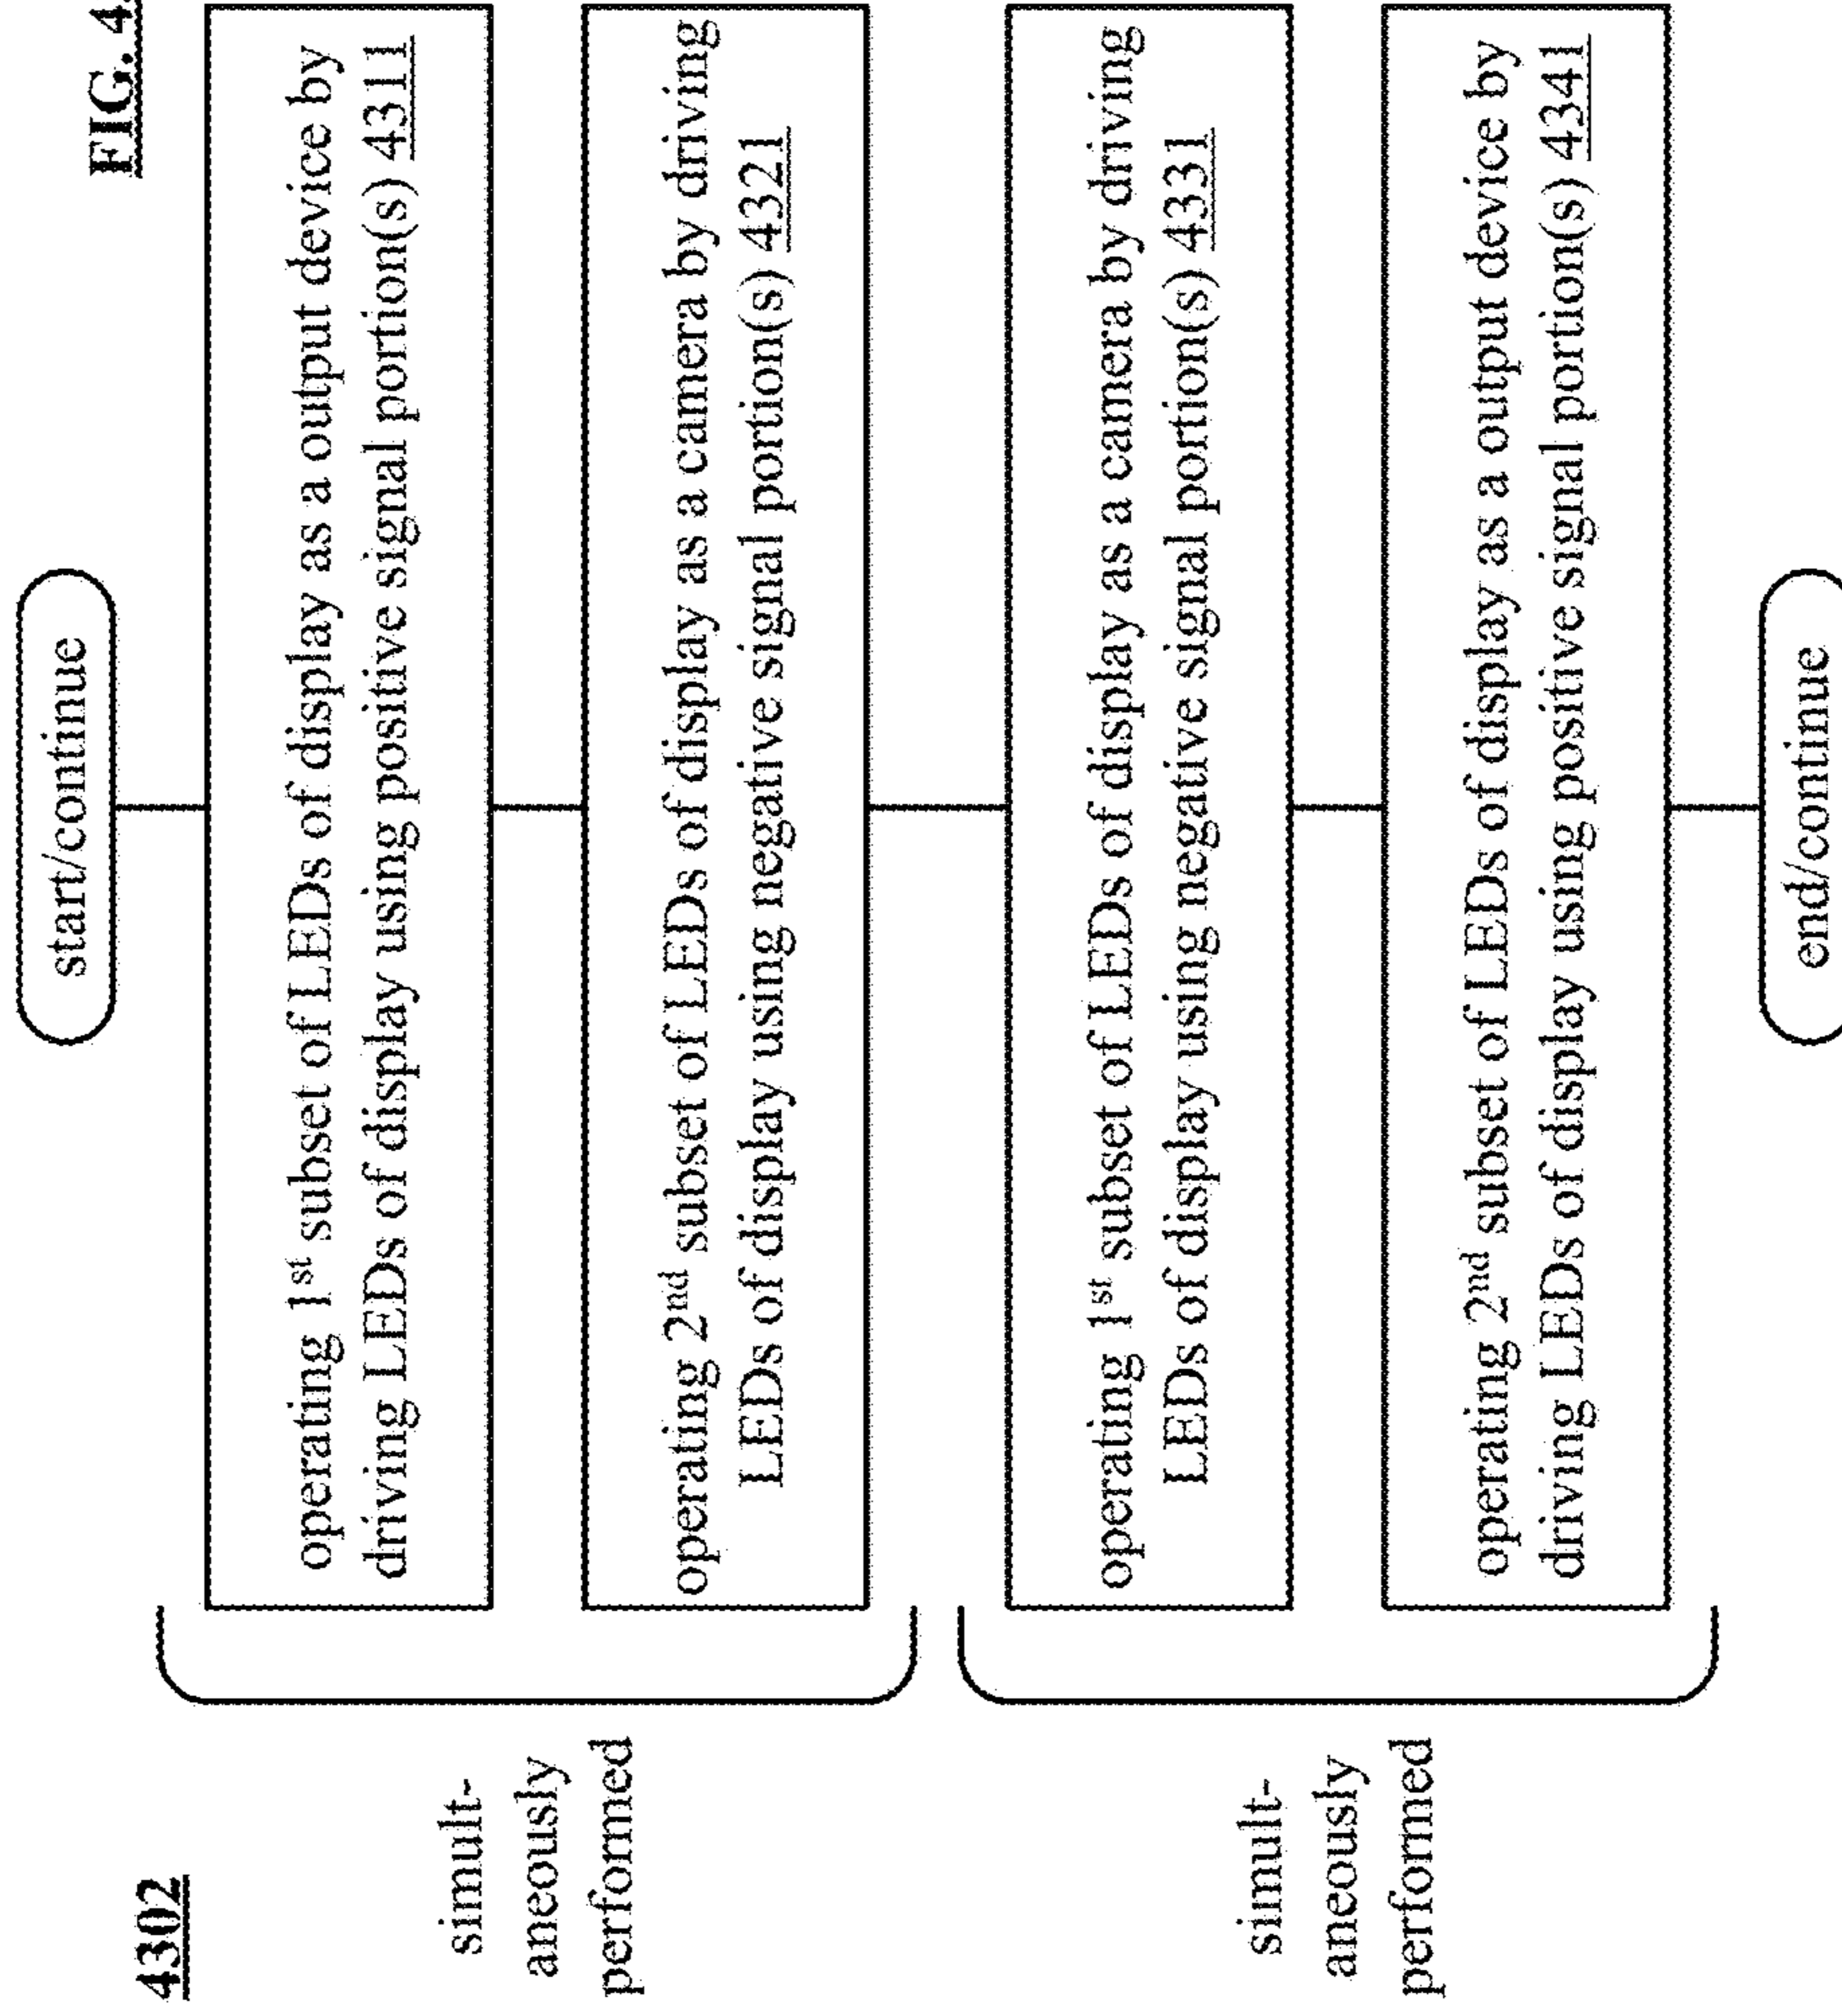 4302
FIG. 4
start/continue
operating 1st subset of LEDs of display as a output device by
driving LEDs of display using positive signal portion(s) 4311
operating 2nd subset of LEDs of display as a camera by driving
LEDs of display using negative signal portion(s) 4321
simult-
aneously
performed
operating 1st subset of LEDs of display as a camera by driving
LEDs of display using negative signal portion(s) 4331
operating 2nd subset of LEDs of display as a output device by
driving LEDs of display using positive signal portion(s) 4341
simult-
aneously
performed
end/continue